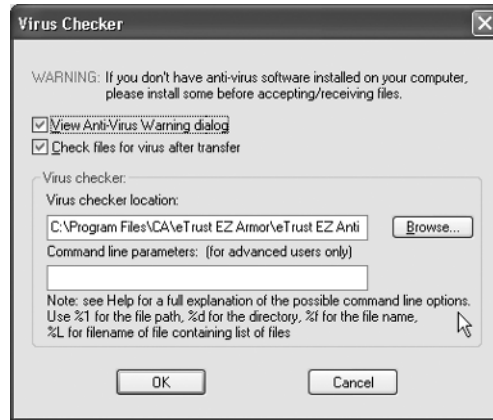 Virus Checker
WARNING: If you don't have anti-virus software installed on your computer,
please install some before accepting/receiving files.
View Anti-Virus Warning dialog
Check files for virus after transfer
Virus checker:
Virus checker location:
C:\Program Files\CA\eTrust EZ Armor\eTrust EZ Anti
Browse...
Command line parameters: (for advanced users only)
Note: see Help for a full explanation of the possible command line options.
Use %1 for the file path, %d for the directory, %f for the file name,
%L for filename of file containing list of files
OK
Cancel